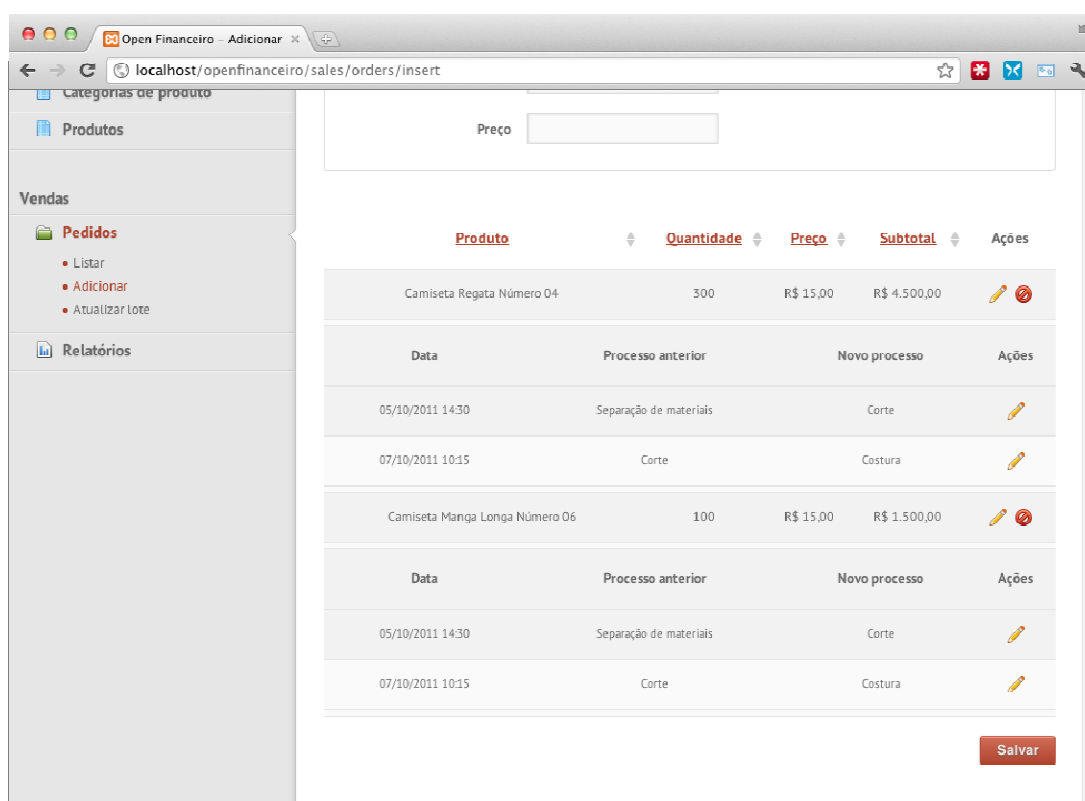 Open Financeiro – Adicionar
localhost/openfinanceiro/sales/orders/insert
Categorias de produto
Produtos
Vendas
Pedidos
Listar
Adicionar
Atualizar lote
Relatórios
Preço
Produto Quantidade Preço Subtotal Ações
Camiseta Regata Número 04 300 R$ 15,00 R$ 4.500,00
Data Processo anterior Novo processo Ações
05/10/2011 14:30 Separação de materiais Corte
07/10/2011 10:15 Corte Costura
Camiseta Manga Longa Número 06 100 R$ 15,00 R$ 1.500,00
Data Processo anterior Novo processo Ações
05/10/2011 14:30 Separação de materiais Corte
07/10/2011 10:15 Corte Costura
Salvar